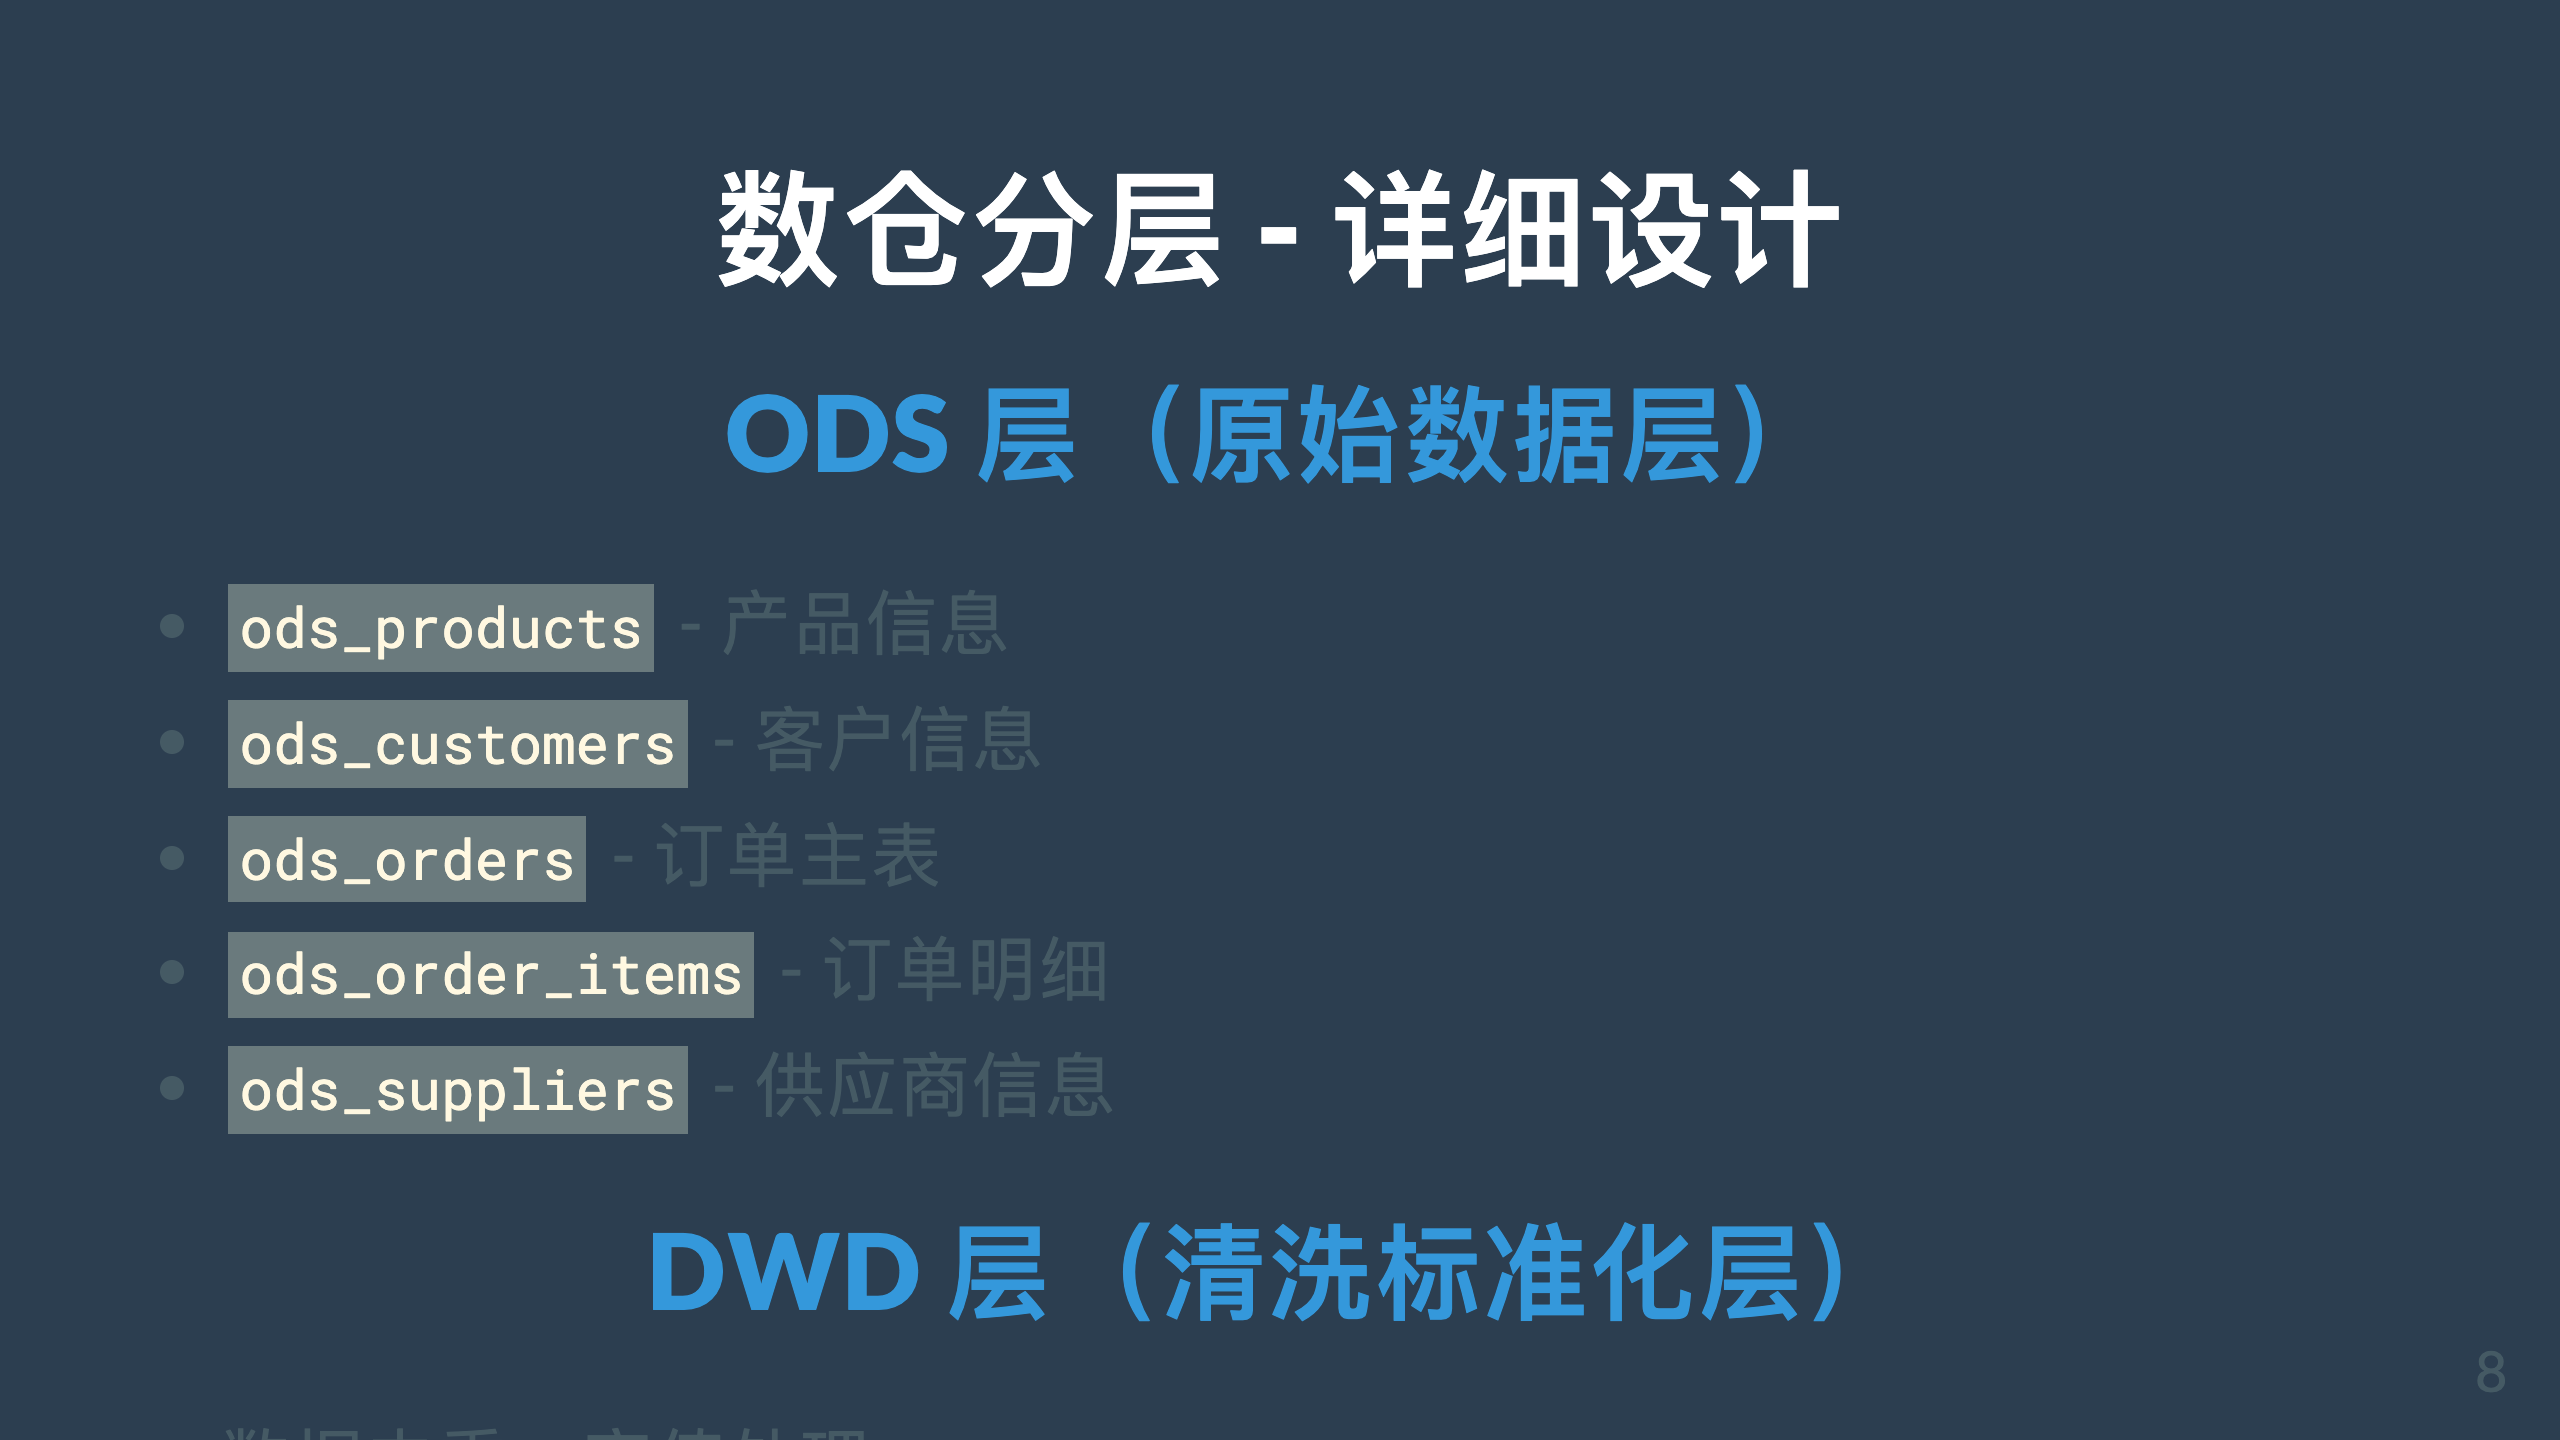 数仓分层 - 详细设计
ODS 层（原始数据层）
• ods_products - 产品信息
• ods_customers - 客户信息
• ods_orders - 订单主表
• ods_order_items - 订单明细
• ods_suppliers - 供应商信息
DWD 层（清洗标准化层）
8